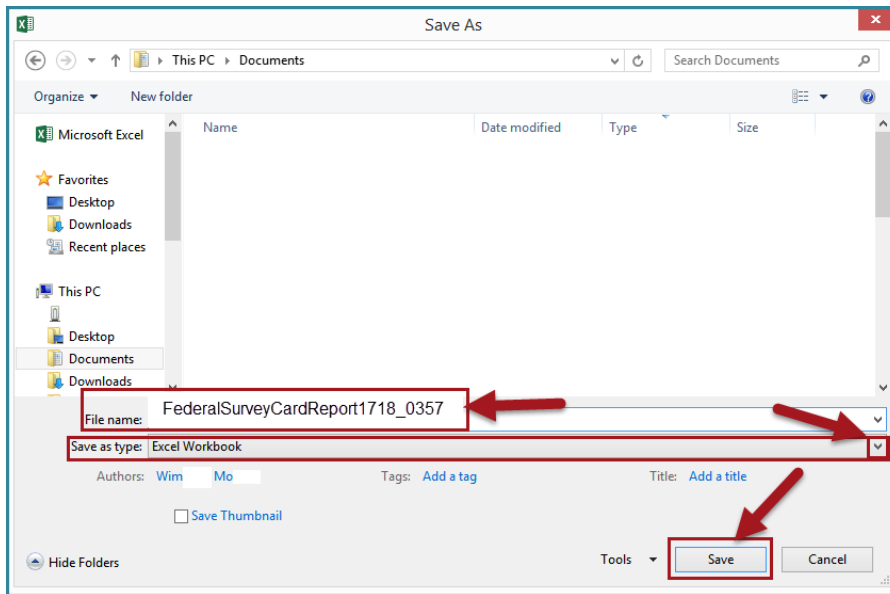 Save As
This PC Documents
Search Documents
Organize New folder
Microsoft Excel
Name Date modified Type Size
Favorites
Desktop
Downloads
Recent places
This PC
Desktop
Documents
Downloads
File name: FederalSurveyCardReport1718_0357
Save as type: Excel Workbook
Authors: Wim Mo Tags: Add a tag Title: Add a title
Save Thumbnail
Hide Folders Tools Save Cancel